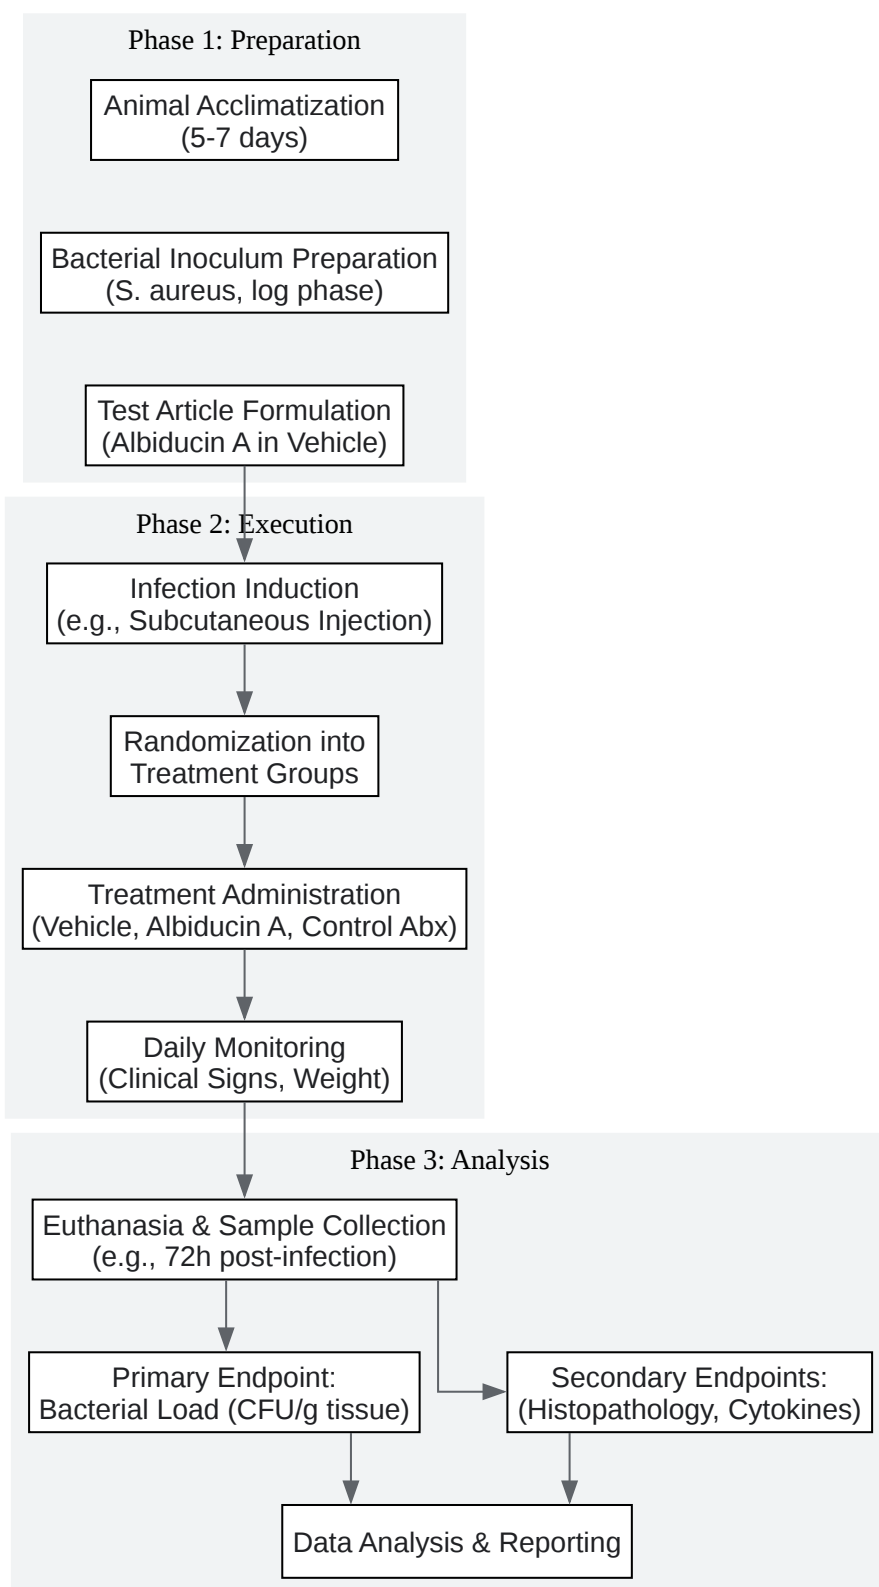 Phase 1: Preparation
Animal Acclimatization
(5-7 days)
Bacterial Inoculum Preparation
(S. aureus, log phase)
Test Article Formulation
(Albiducin A in Vehicle)
Phase 2: Execution
Infection Induction
(e.g., Subcutaneous Injection)
Randomization into
Treatment Groups
Treatment Administration
(Vehicle, Albiducin A, Control Abx)
Daily Monitoring
(Clinical Signs, Weight)
Phase 3: Analysis
Euthanasia & Sample Collection
(e.g., 72h post-infection)
Primary Endpoint:
Bacterial Load (CFU/g tissue)
Secondary Endpoints:
(Histopathology, Cytokines)
Data Analysis & Reporting